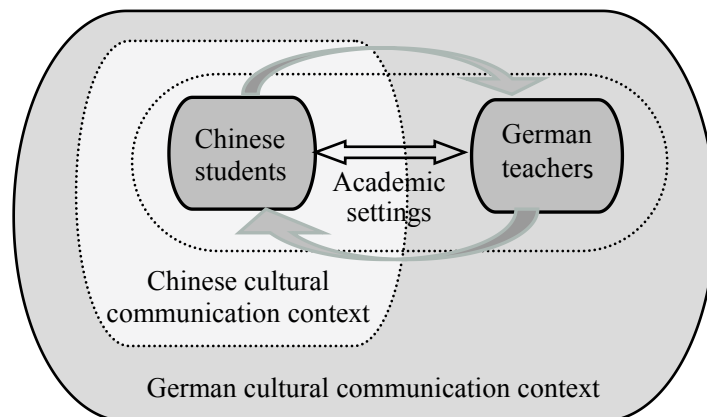 Chinese
students
German
teachers
Academic
settings
Chinese cultural
communication context
German cultural communication context